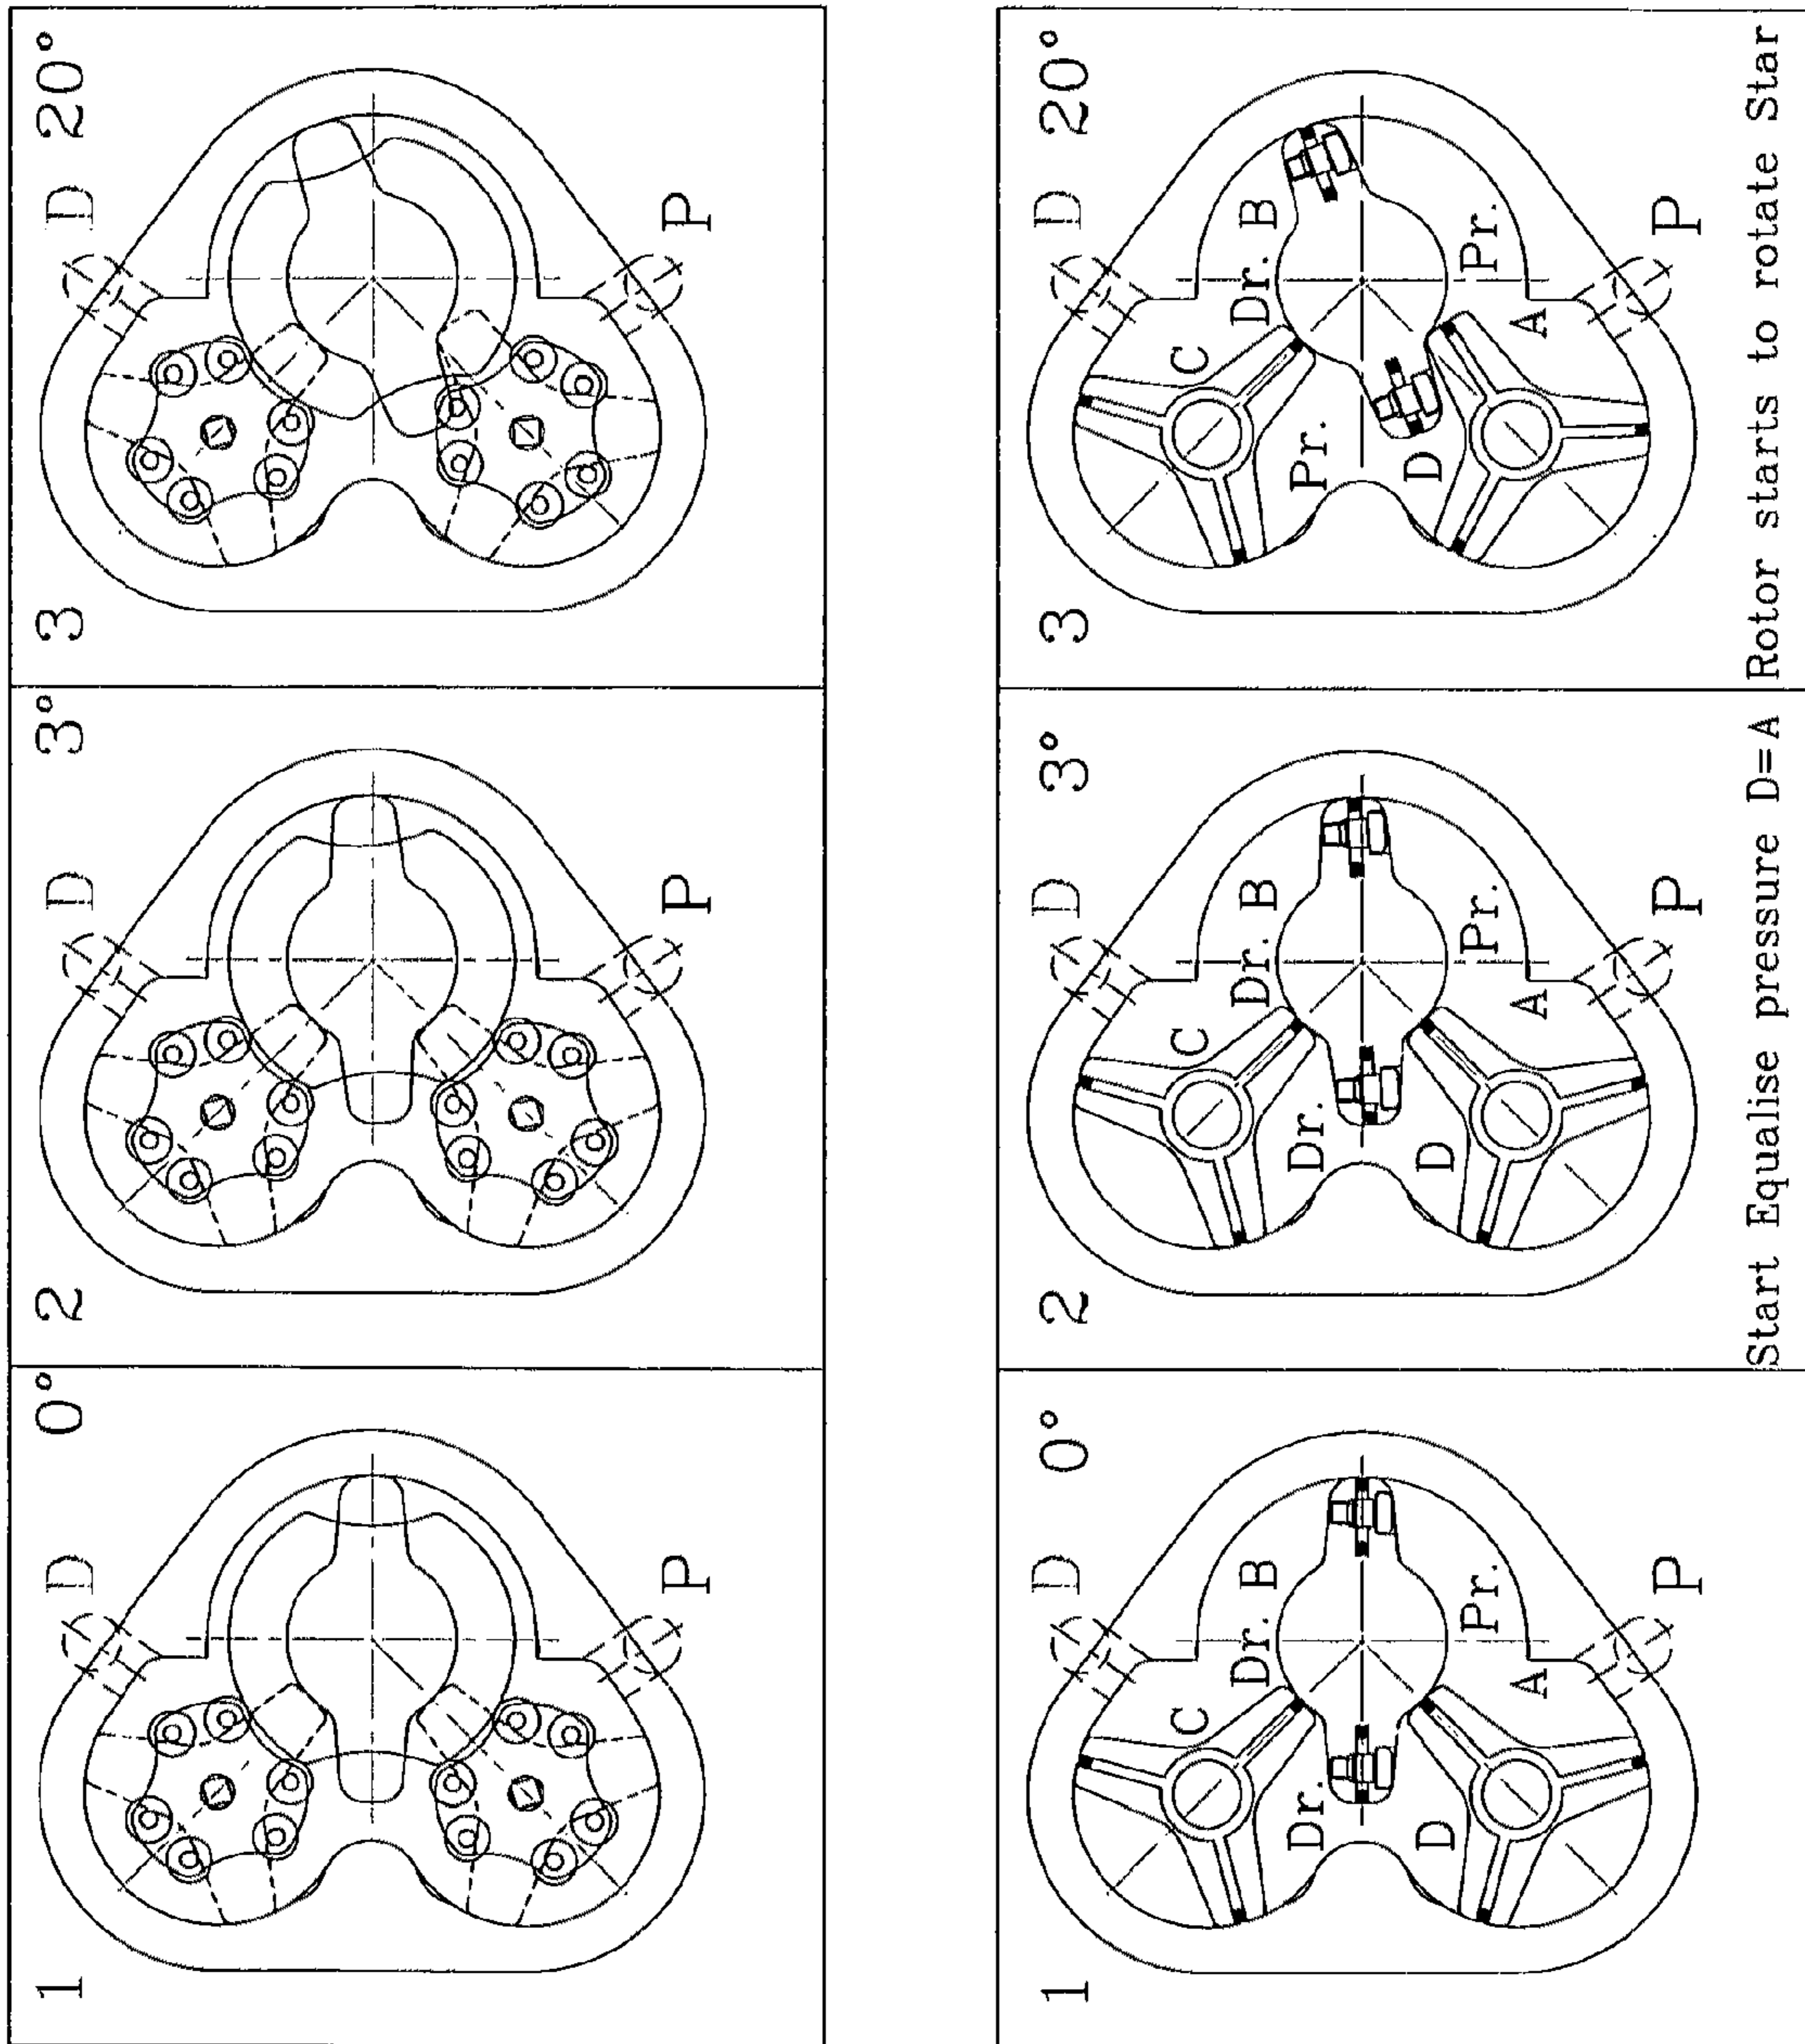 1 D 0°
P
2 D 3°
P
3 D 20°
P
1 D 0°
C
Dr. B
Dr.
D
Pr.
A
P
2 D 3°
C
Dr. B
Dr.
D
Pr.
A
P
Start Equalise pressure D=A
3 D 20°
C
Dr. B
Pr.
D
Pr.
A
P
Rotor starts to rotate Star